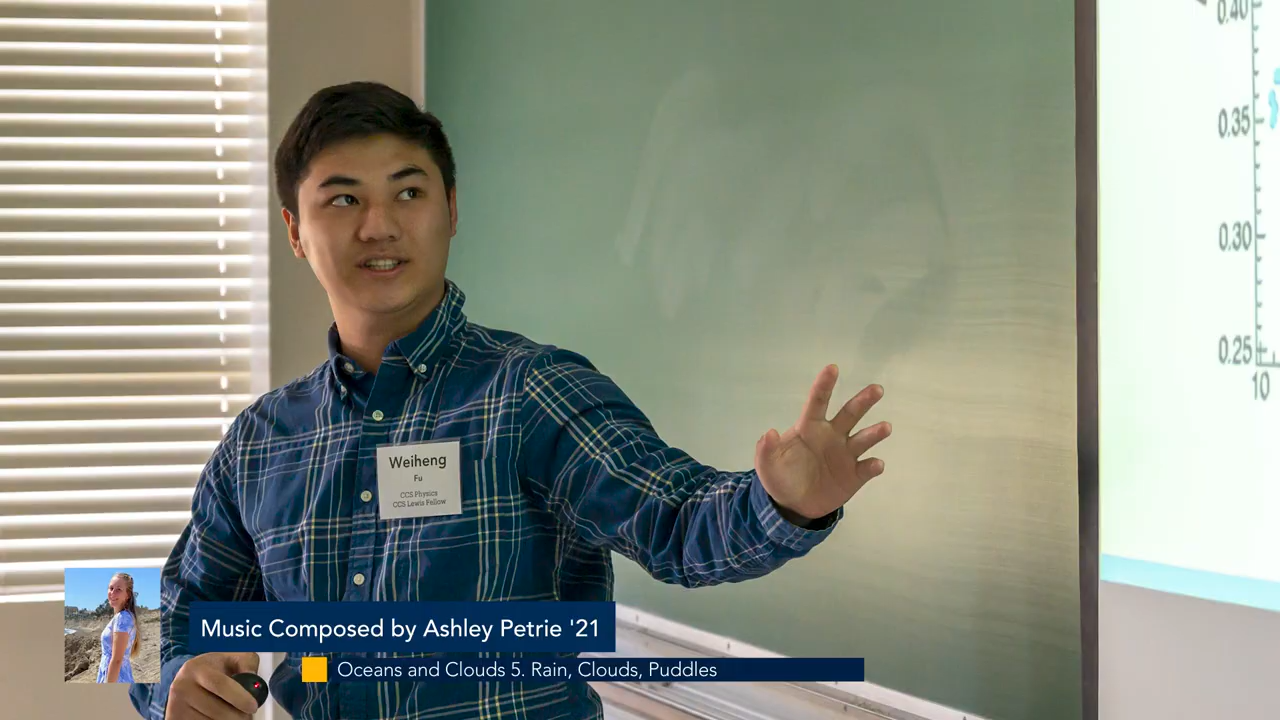 0.40
0.35
0.30
0.25
10
Weiheng
Fu
CCS Physics
CCS Lewis Fellow
Music Composed by Ashley Petrie '21
Oceans and Clouds 5. Rain, Clouds, Puddles